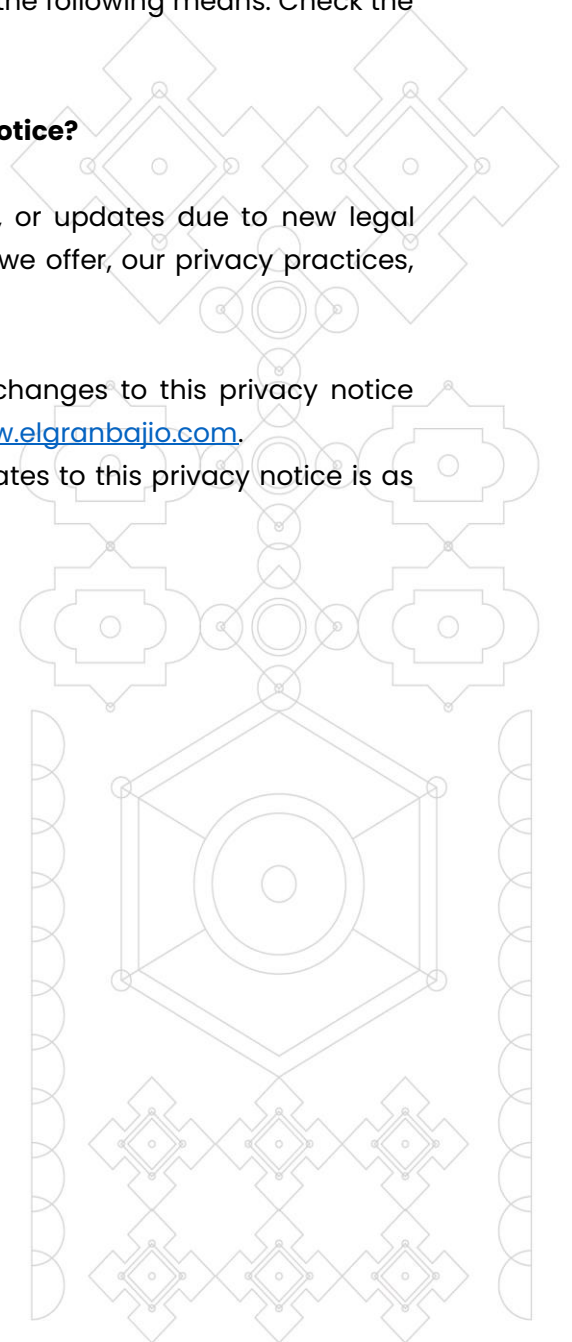 the following means: Check the
otice?
, or updates due to new legal
we offer, our privacy practices,
changes to this privacy notice
w.elgranbajio.com.
ates to this privacy notice is as